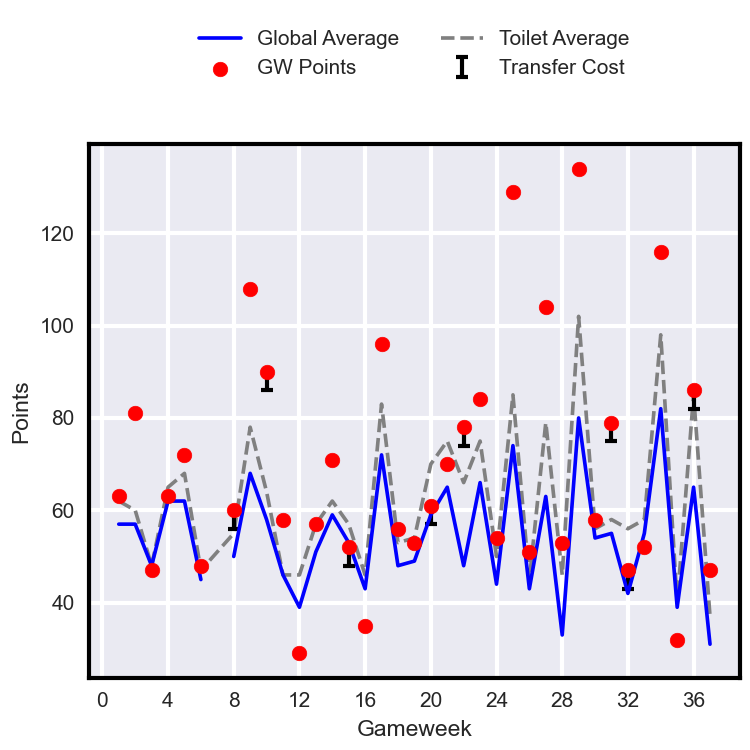 Global Average Toilet Average
GW Points Transfer Cost
120
100
80
60
40
0 4 8 12 16 20 24 28 32 36
Points
Gameweek